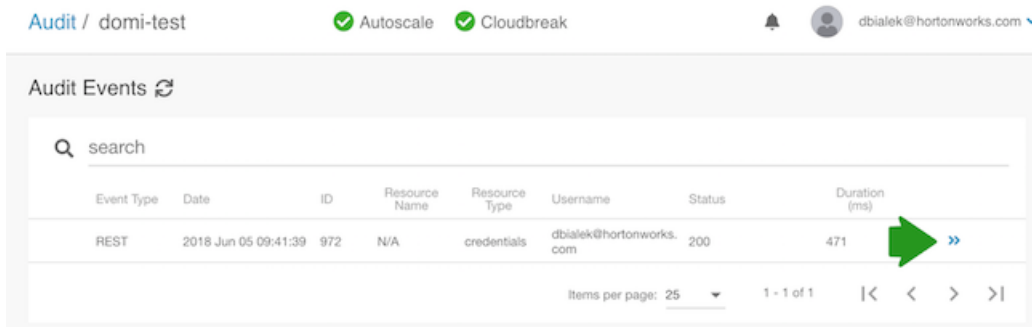 Audit / domi-test Autoscale Cloudbreak dbialek@hortonworks.com
Audit Events
search
Event Type Date ID Resource Name Resource Type Username Status Duration (ms)
REST 2018 Jun 05 09:41:39 972 N/A credentials dbialek@hortonworks.com 200 471
Items per page: 25 1 - 1 of 1